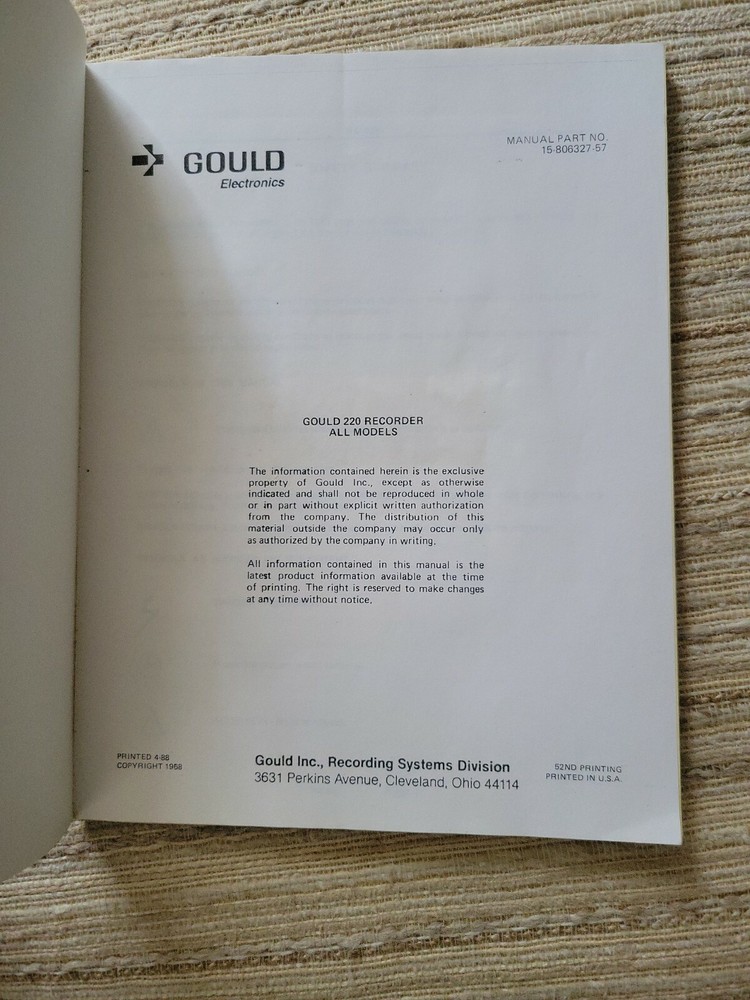 GOULD
Electronics
MANUAL PART NO.
15-806327-57
GOULD 220 RECORDER
ALL MODELS
The information contained herein is the exclusive
property of Gould Inc., except as otherwise
indicated and shall not be reproduced in whole
or in part without explicit written authorization
from the company. The distribution of this
material outside the company may occur only
as authorized by the company in writing.
All information contained in this manual is the
latest product information available at the time
of printing. The right is reserved to make changes
at any time without notice.
PRINTED 4-88
COPYRIGHT 1968
Gould Inc., Recording Systems Division
3631 Perkins Avenue, Cleveland, Ohio 44114
52ND PRINTING
PRINTED IN U.S.A.